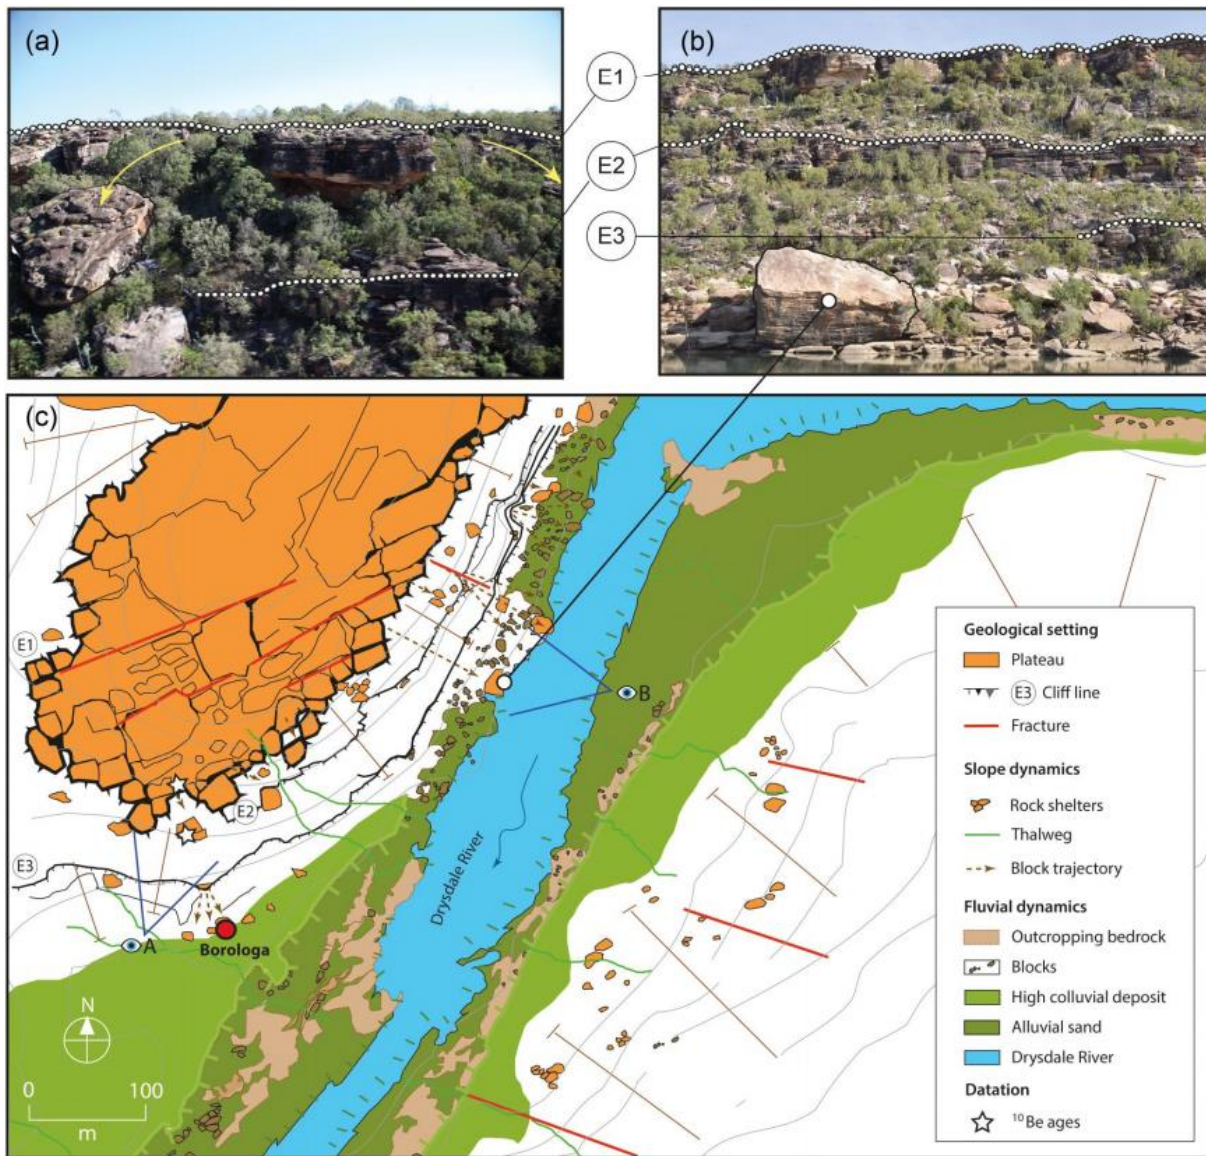 (a)
(b)
E1
E2
E3
(c)
E1
E2
E3
B
A
Drysdale River
Borologa
N
0 100
m
Geological setting
Plateau
E3 Cliff line
Fracture
Slope dynamics
Rock shelters
Thalweg
Block trajectory
Fluvial dynamics
Outcropping bedrock
Blocks
High colluvial deposit
Alluvial sand
Drysdale River
Datation
¹⁰Be ages